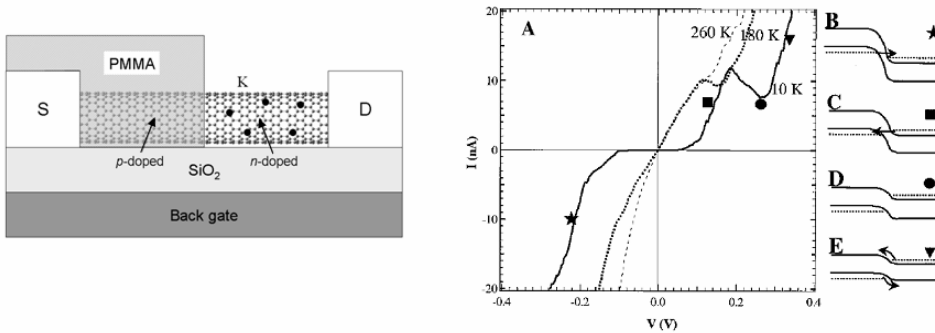 PMMA
K
S
D
p-doped
n-doped
SiO2
Back gate
A
260 K
180 K
10 K
20
10
0
-10
-20
I (nA)
-0.4
-0.2
0.0
0.2
0.4
V (V)
B
C
D
E